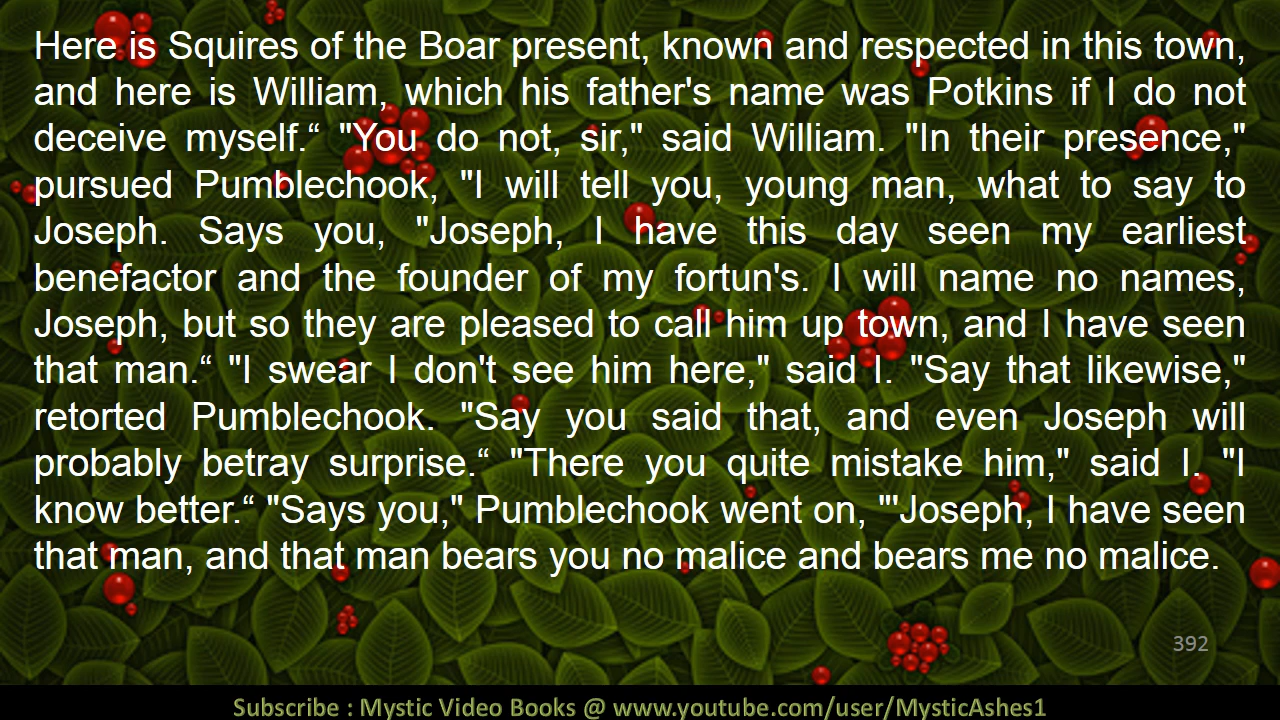 Here is Squires of the Boar present, known and respected in this town,
and here is William, which his father's name was Potkins if I do not
deceive myself.“ "You do not, sir," said William. "In their presence,"
pursued Pumblechook, "I will tell you, young man, what to say to
Joseph. Says you, "Joseph, I have this day seen my earliest
benefactor and the founder of my fortun's. I will name no names,
Joseph, but so they are pleased to call him up town, and I have seen
that man.“ "I swear I don't see him here," said I. "Say that likewise,"
retorted Pumblechook. "Say you said that, and even Joseph will
probably betray surprise.“ "There you quite mistake him," said I. "I
know better.“ "Says you," Pumblechook went on, "'Joseph, I have seen
that man, and that man bears you no malice and bears me no malice.
392
Subscribe : Mystic Video Books @ www.youtube.com/user/MysticAshes1